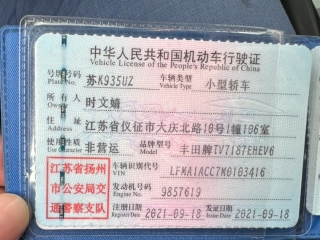 中华人民共和国机动车行驶证
Vehicle License of the People's Republic of China
号牌号码 苏K935UZ 车辆类型 小型轿车
Plate No. Vehicle Type
所有人 时文婧
Owner
住址 江苏省仪征市大庆北路10号1幢106室
Address
使用性质 非营运 品牌型号 丰田牌TV7187EHEV6
Use Character Model
江苏省扬州
市公安局交
通警察支队
车辆识别代号 LFMA1ACC7N0103416
VIN
发动机号码 9857619
Engine No.
注册日期 2021-09-18 发证日期 2021-09-18
Register Date Issue Date